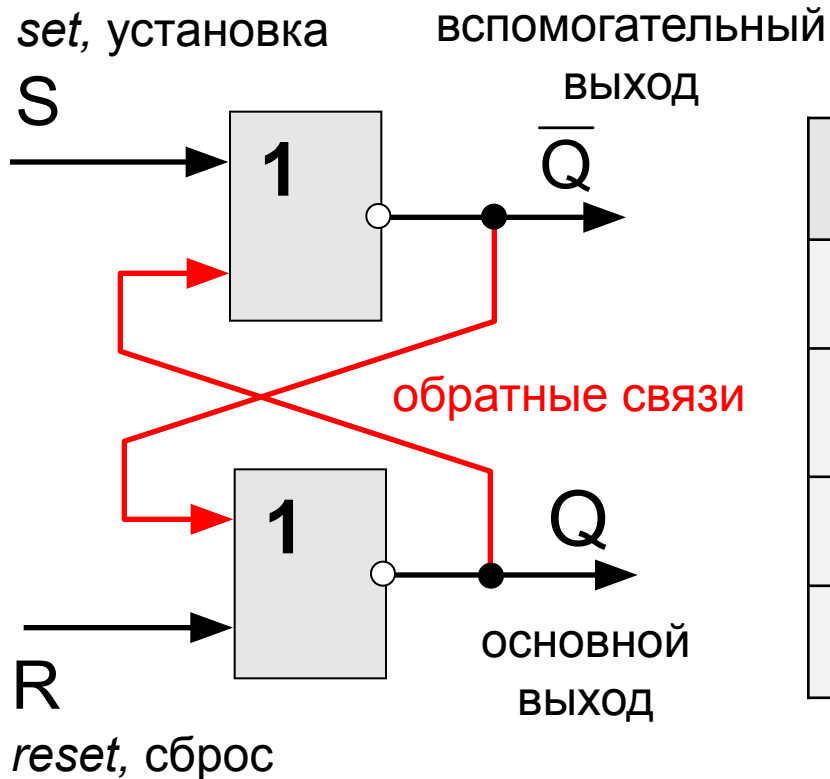 set, установка
вспомогательный
выход
S
1
Q̅
обратные связи
1
Q
R
основной
выход
reset, сброс